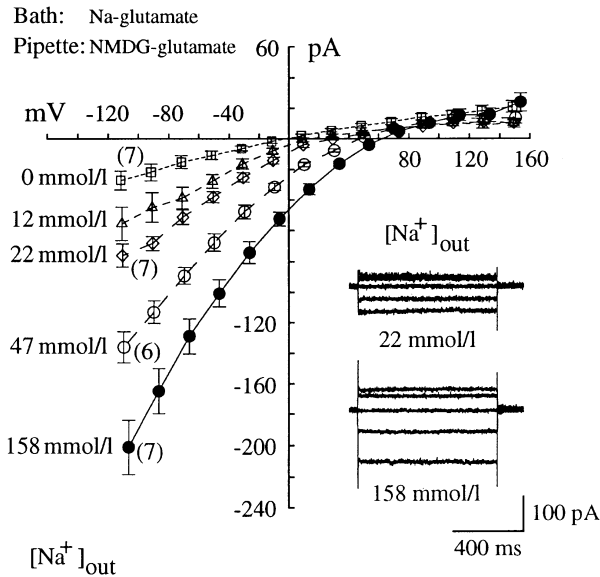 Bath: Na-glutamate
Pipette: NMDG-glutamate
60
pA
mV
-120 -80 -40
80 120 160
(7)
0 mmol/l
12 mmol/l
22 mmol/l
(7)
47 mmol/l
(6)
158 mmol/l
(7)
-120
-160
-200
-240
[Na+]out
22 mmol/l
158 mmol/l
100 pA
400 ms
[Na+]out